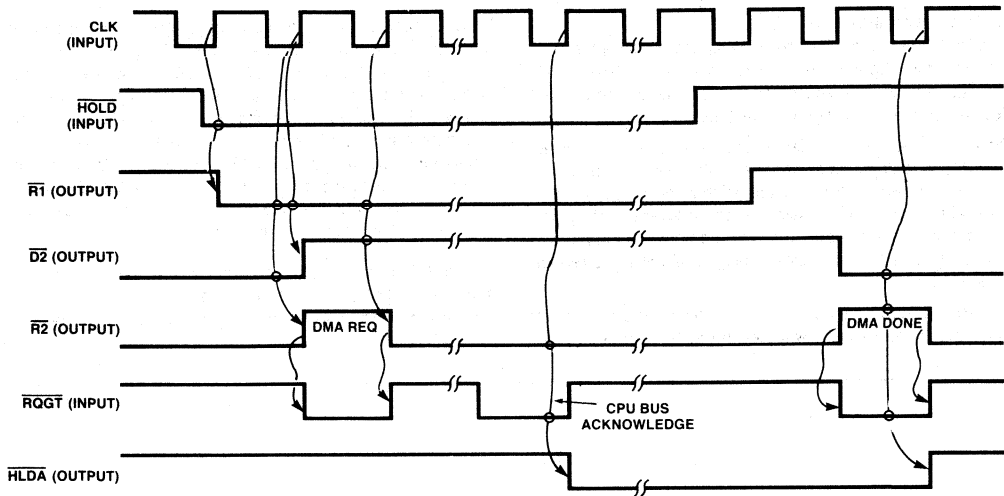 CLK
(INPUT)
HOLD
(INPUT)
R1 (OUTPUT)
D2 (OUTPUT)
R2 (OUTPUT)
DMA REQ
DMA DONE
RQGT (INPUT)
CPU BUS
ACKNOWLEDGE
HLDA (OUTPUT)